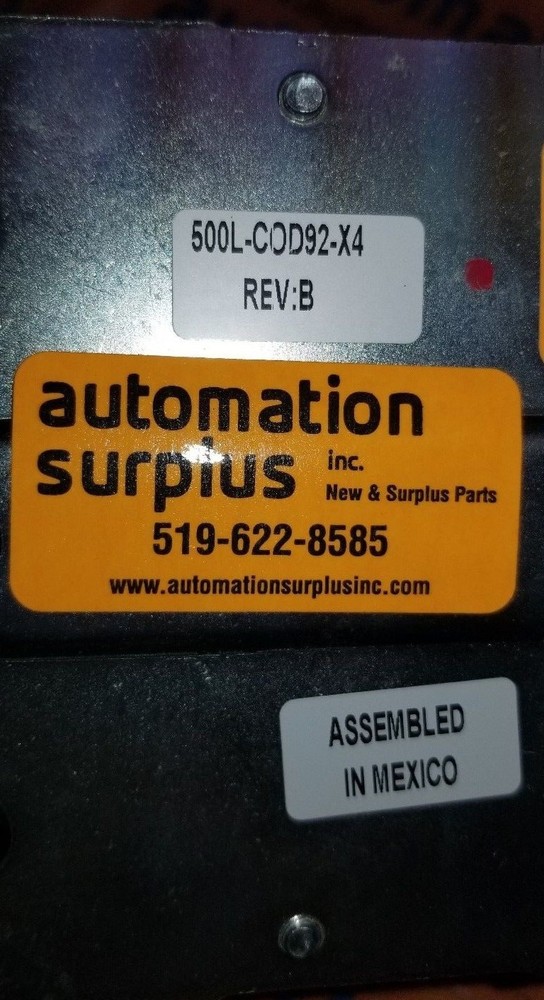 500L-COD92-X4
REV:B
automation
surplus inc.
New & Surplus Parts
519-622-8585
www.automationsurplusinc.com
ASSEMBLED
IN MEXICO